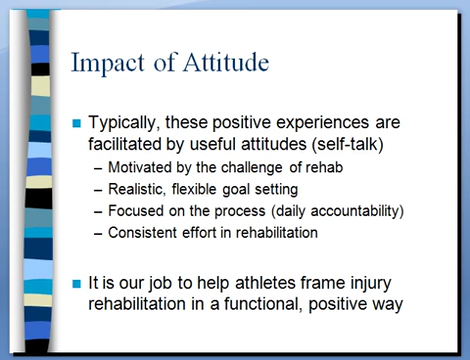 Impact of Attitude
■ Typically, these positive experiences are
facilitated by useful attitudes (self-talk)
– Motivated by the challenge of rehab
– Realistic, flexible goal setting
– Focused on the process (daily accountability)
– Consistent effort in rehabilitation
■ It is our job to help athletes frame injury
rehabilitation in a functional, positive way